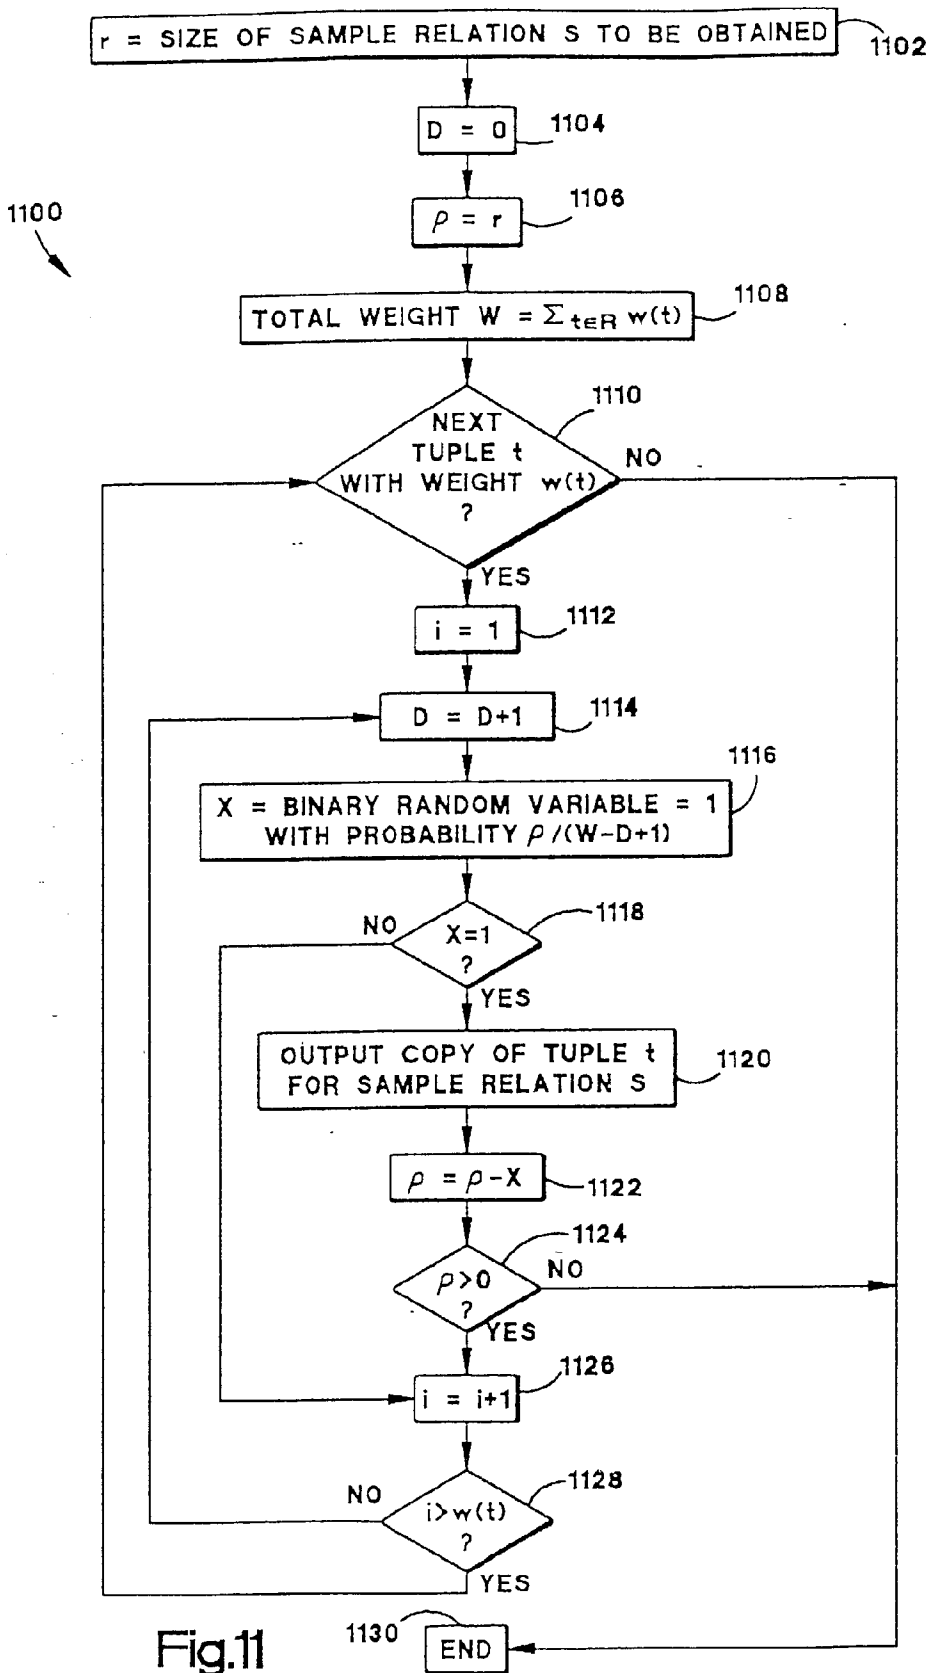 r = SIZE OF SAMPLE RELATION S TO BE OBTAINED
1102
D = 0
1104
ρ = r
1106
1100
TOTAL WEIGHT W = Σ t∈R w(t)
1108
NEXT
TUPLE t
WITH WEIGHT w(t)
?
1110
NO
YES
i = 1
1112
D = D+1
1114
X = BINARY RANDOM VARIABLE = 1
WITH PROBABILITY ρ/(W-D+1)
1116
X=1
?
1118
NO
YES
OUTPUT COPY OF TUPLE t
FOR SAMPLE RELATION S
1120
ρ = ρ-X
1122
ρ>0
?
1124
NO
YES
i = i+1
1126
i>w(t)
?
1128
NO
YES
1130
END
Fig.11